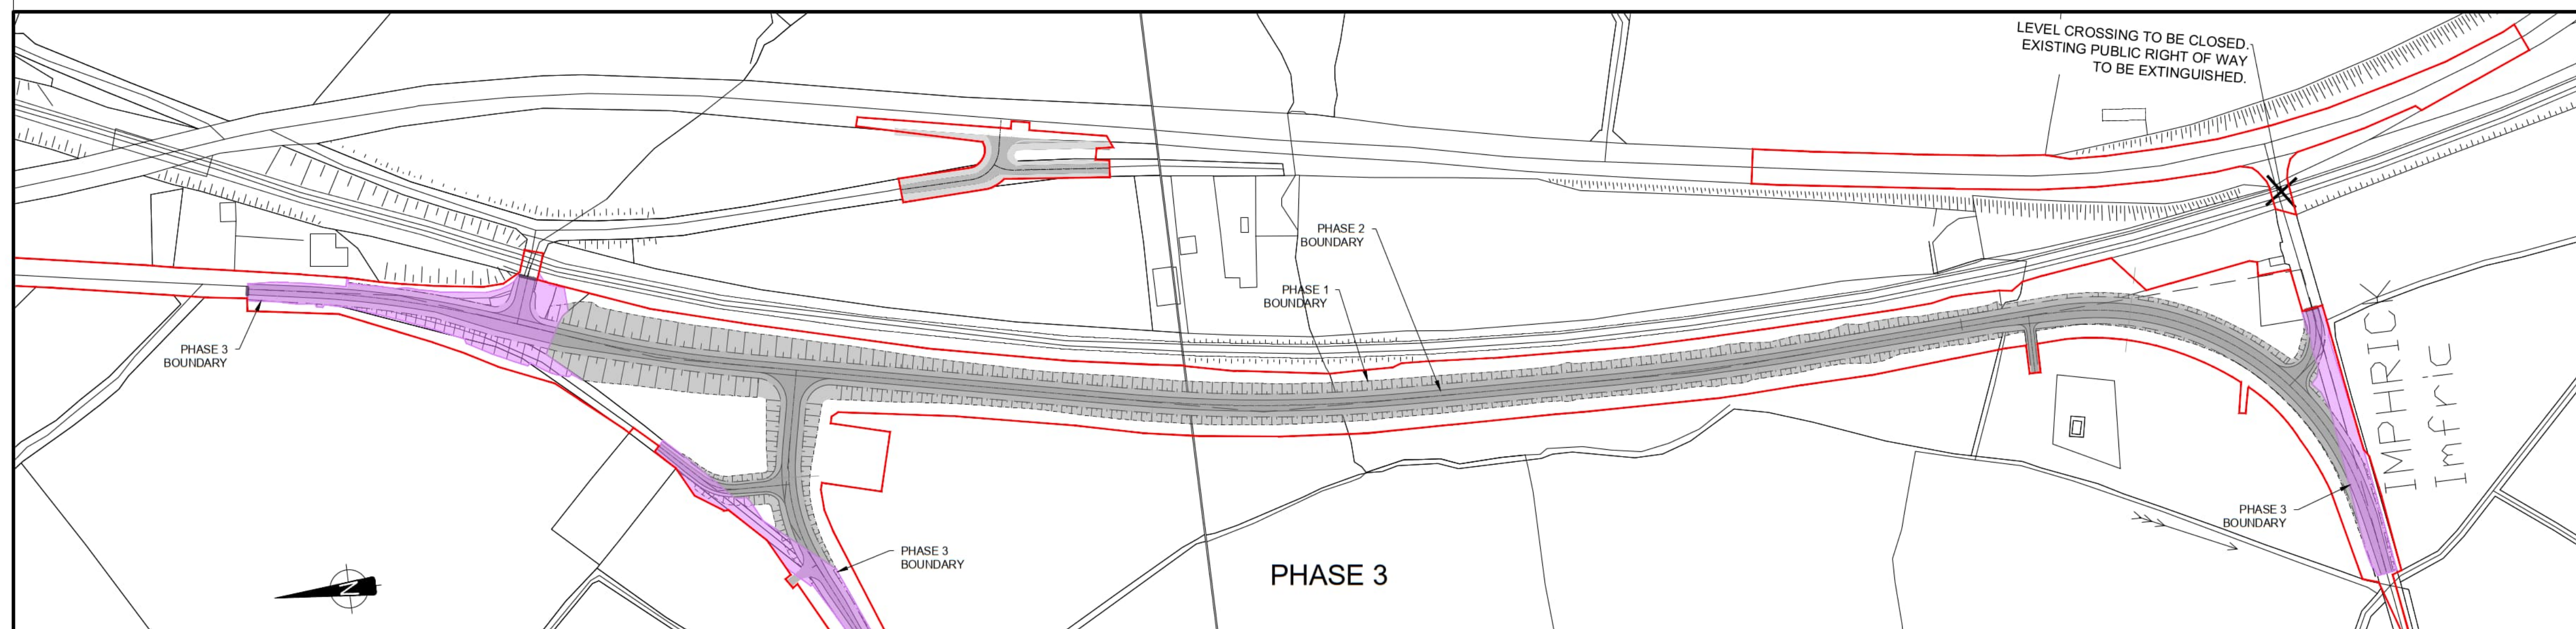 LEVEL CROSSING TO BE CLOSED.
EXISTING PUBLIC RIGHT OF WAY
TO BE EXTINGUISHED.
PHASE 2
BOUNDARY
PHASE 1
BOUNDARY
PHASE 3
BOUNDARY
IMPHRICK
Imfric
PHASE 3
BOUNDARY
PHASE 3
BOUNDARY
PHASE 3
N